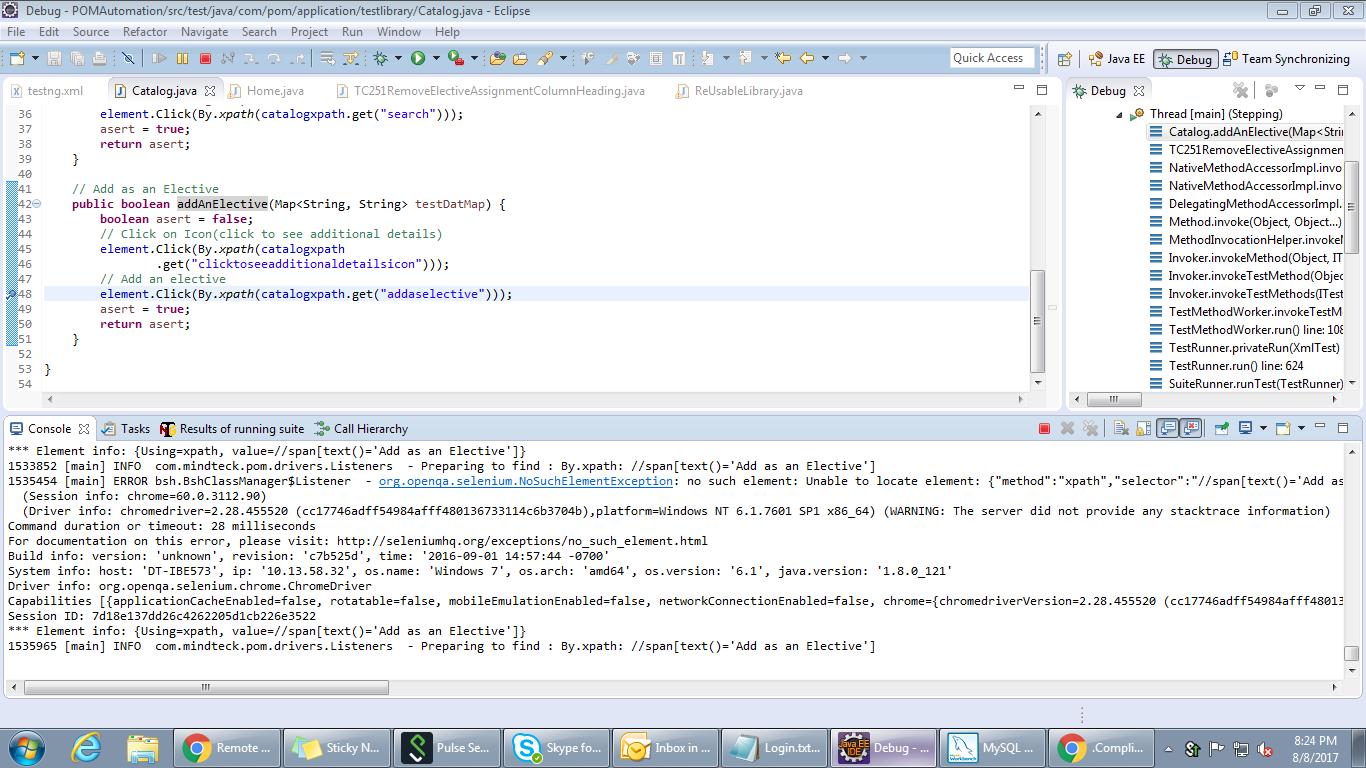 Debug - POMAutomation/src/test/java/com/pom/application/testlibrary/Catalog.java - Eclipse
File Edit Source Refactor Navigate Search Project Run Window Help
Quick Access
Java EE
Debug
Team Synchronizing
testng.xml
Catalog.java
Home.java
TC251RemoveElectiveAssignmentColumnHeading.java
ReUsableLibrary.java
36 element.Click(By.xpath(catalogxpath.get("search")));
37 asert = true;
38 return asert;
39 }
40
41 // Add as an Elective
42 public boolean addAnElective(Map<String, String> testDatMap) {
43 boolean asert = false;
44 // Click on Icon(click to see additional details)
45 element.Click(By.xpath(catalogxpath
46 .get("clicktoseeadditionaldetailsicon")));
47 // Add an elective
48 element.Click(By.xpath(catalogxpath.get("addaselective")));
49 asert = true;
50 return asert;
51 }
52
53 }
54
Debug
Thread [main] (Stepping)
Catalog.addAnElective(Map<Stri
TC251RemoveElectiveAssignmen
NativeMethodAccessorImpl.invo
NativeMethodAccessorImpl.invo
DelegatingMethodAccessorImpl.
Method.invoke(Object, Object...)
MethodInvocationHelper.invokeM
Invoker.invokeMethod(Object, IT
Invoker.invokeTestMethod(Objec
Invoker.invokeTestMethods(ITest
TestMethodWorker.invokeTestM
TestMethodWorker.run() line: 108
TestRunner.privateRun(XmlTest)
TestRunner.run() line: 624
SuiteRunner.runTest(TestRunner)
Console
Tasks
Results of running suite
Call Hierarchy
*** Element info: {Using=xpath, value=//span[text()='Add as an Elective']}
1533852 [main] INFO com.mindteck.pom.drivers.Listeners - Preparing to find : By.xpath: //span[text()='Add as an Elective']
1535454 [main] ERROR bsh.BshClassManager$Listener - org.openqa.selenium.NoSuchElementException: no such element: Unable to locate element: {"method":"xpath","selector":"//span[text()='Add as
(Session info: chrome=60.0.3112.90)
(Driver info: chromedriver=2.28.455520 (cc17746adff54984afff480136733114c6b3704b),platform=Windows NT 6.1.7601 SP1 x86_64) (WARNING: The server did not provide any stacktrace information)
Command duration or timeout: 28 milliseconds
For documentation on this error, please visit: http://seleniumhq.org/exceptions/no_such_element.html
Build info: version: 'unknown', revision: 'c7b525d', time: '2016-09-01 14:57:44 -0700'
System info: host: 'DT-IBE573', ip: '10.13.58.32', os.name: 'Windows 7', os.arch: 'amd64', os.version: '6.1', java.version: '1.8.0_121'
Driver info: org.openqa.selenium.chrome.ChromeDriver
Capabilities [{applicationCacheEnabled=false, rotatable=false, mobileEmulationEnabled=false, networkConnectionEnabled=false, chrome={chromedriverVersion=2.28.455520 (cc17746adff54984afff48013
Session ID: 7d18e137dd26c4262205d1cb226e3522
*** Element info: {Using=xpath, value=//span[text()='Add as an Elective']}
1535965 [main] INFO com.mindteck.pom.drivers.Listeners - Preparing to find : By.xpath: //span[text()='Add as an Elective']
Remote ...
Sticky N...
Pulse Se...
Skype fo...
Inbox in ...
Login.txt...
Java EE IDE
Debug - ...
MySQL ...
.Compli...
8:24 PM
8/8/2017